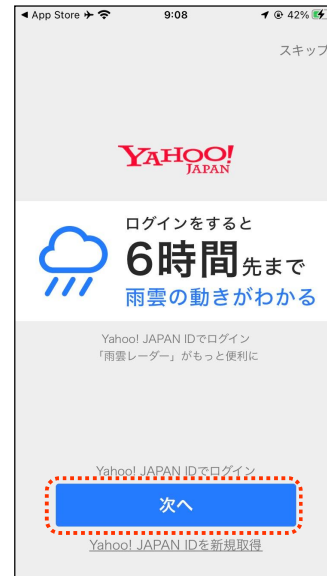 App Store
9:08
42%
スキップ
YAHOO!
JAPAN
ログインをすると
6時間先まで
雨雲の動きがわかる
Yahoo! JAPAN IDでログイン
「雨雲レーダー」がもっと便利に
Yahoo! JAPAN IDでログイン
次へ
Yahoo! JAPAN IDを新規取得